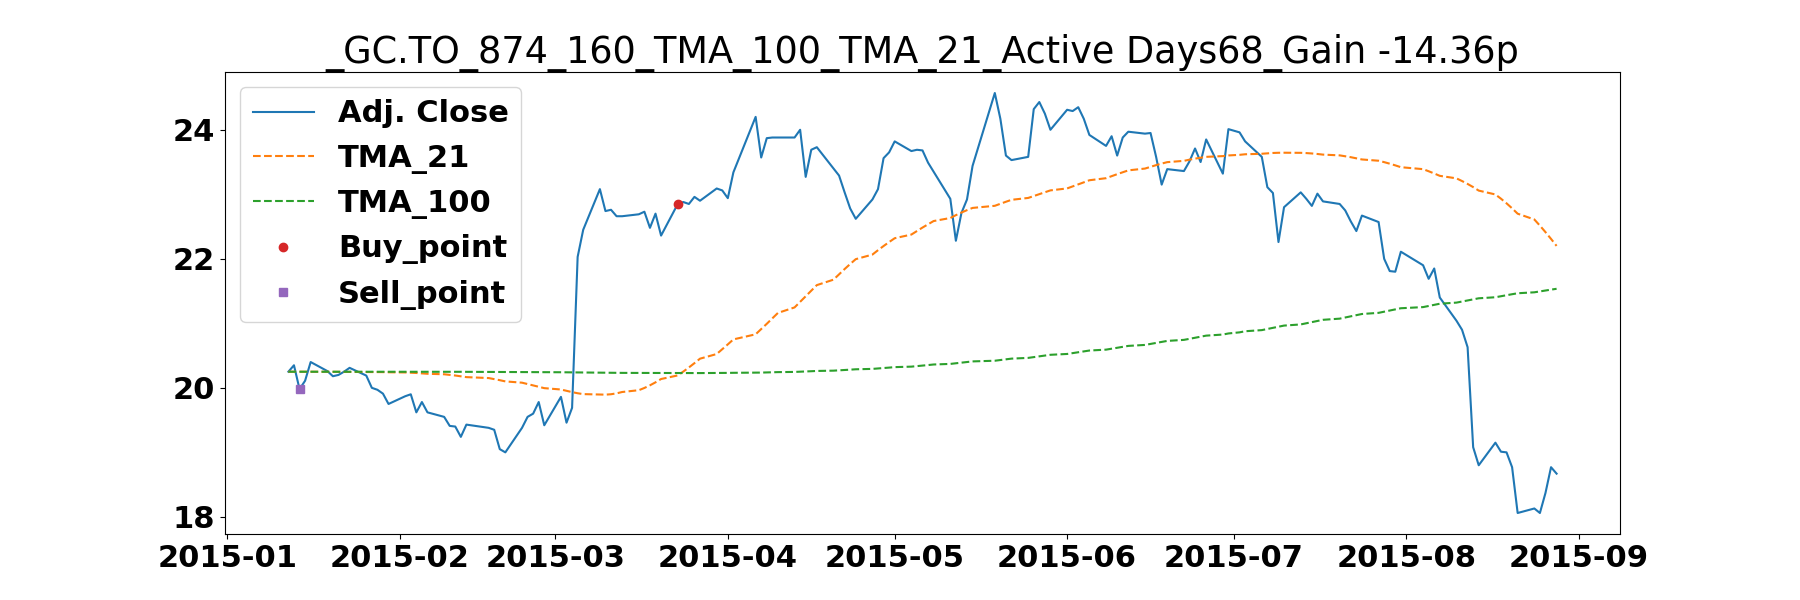 _GC.TO_874_160_TMA_100_TMA_21_Active Days68_Gain -14.36p
Adj. Close
TMA_21
TMA_100
Buy_point
Sell_point
24
22
20
18
2015-01 2015-02 2015-03 2015-04 2015-05 2015-06 2015-07 2015-08 2015-09